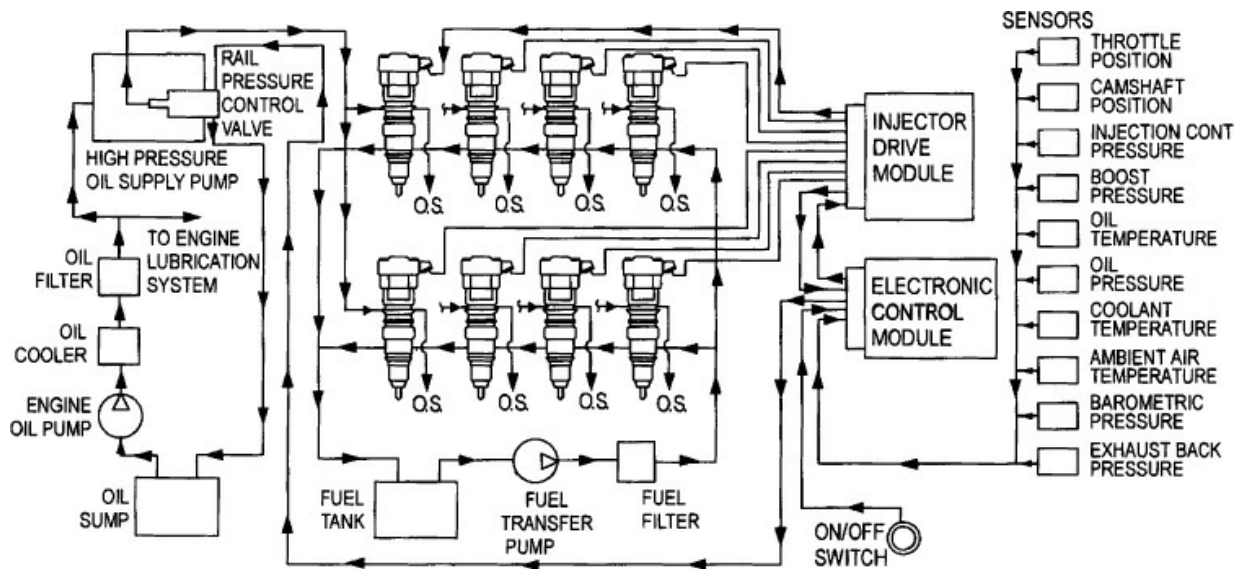 RAIL
PRESSURE
CONTROL
VALVE
HIGH PRESSURE
OIL SUPPLY PUMP
TO ENGINE
LUBRICATION
SYSTEM
OIL
FILTER
OIL
COOLER
ENGINE
OIL PUMP
OIL
SUMP
O.S.
O.S.
O.S.
O.S.
O.S.
O.S.
O.S.
O.S.
FUEL
TANK
FUEL
TRANSFER
PUMP
FUEL
FILTER
INJECTOR
DRIVE
MODULE
ELECTRONIC
CONTROL
MODULE
ON/OFF
SWITCH
SENSORS
THROTTLE
POSITION
CAMSHAFT
POSITION
INJECTION CONT
PRESSURE
BOOST
PRESSURE
OIL
TEMPERATURE
OIL
PRESSURE
COOLANT
TEMPERATURE
AMBIENT AIR
TEMPERATURE
BAROMETRIC
PRESSURE
EXHAUST BACK
PRESSURE